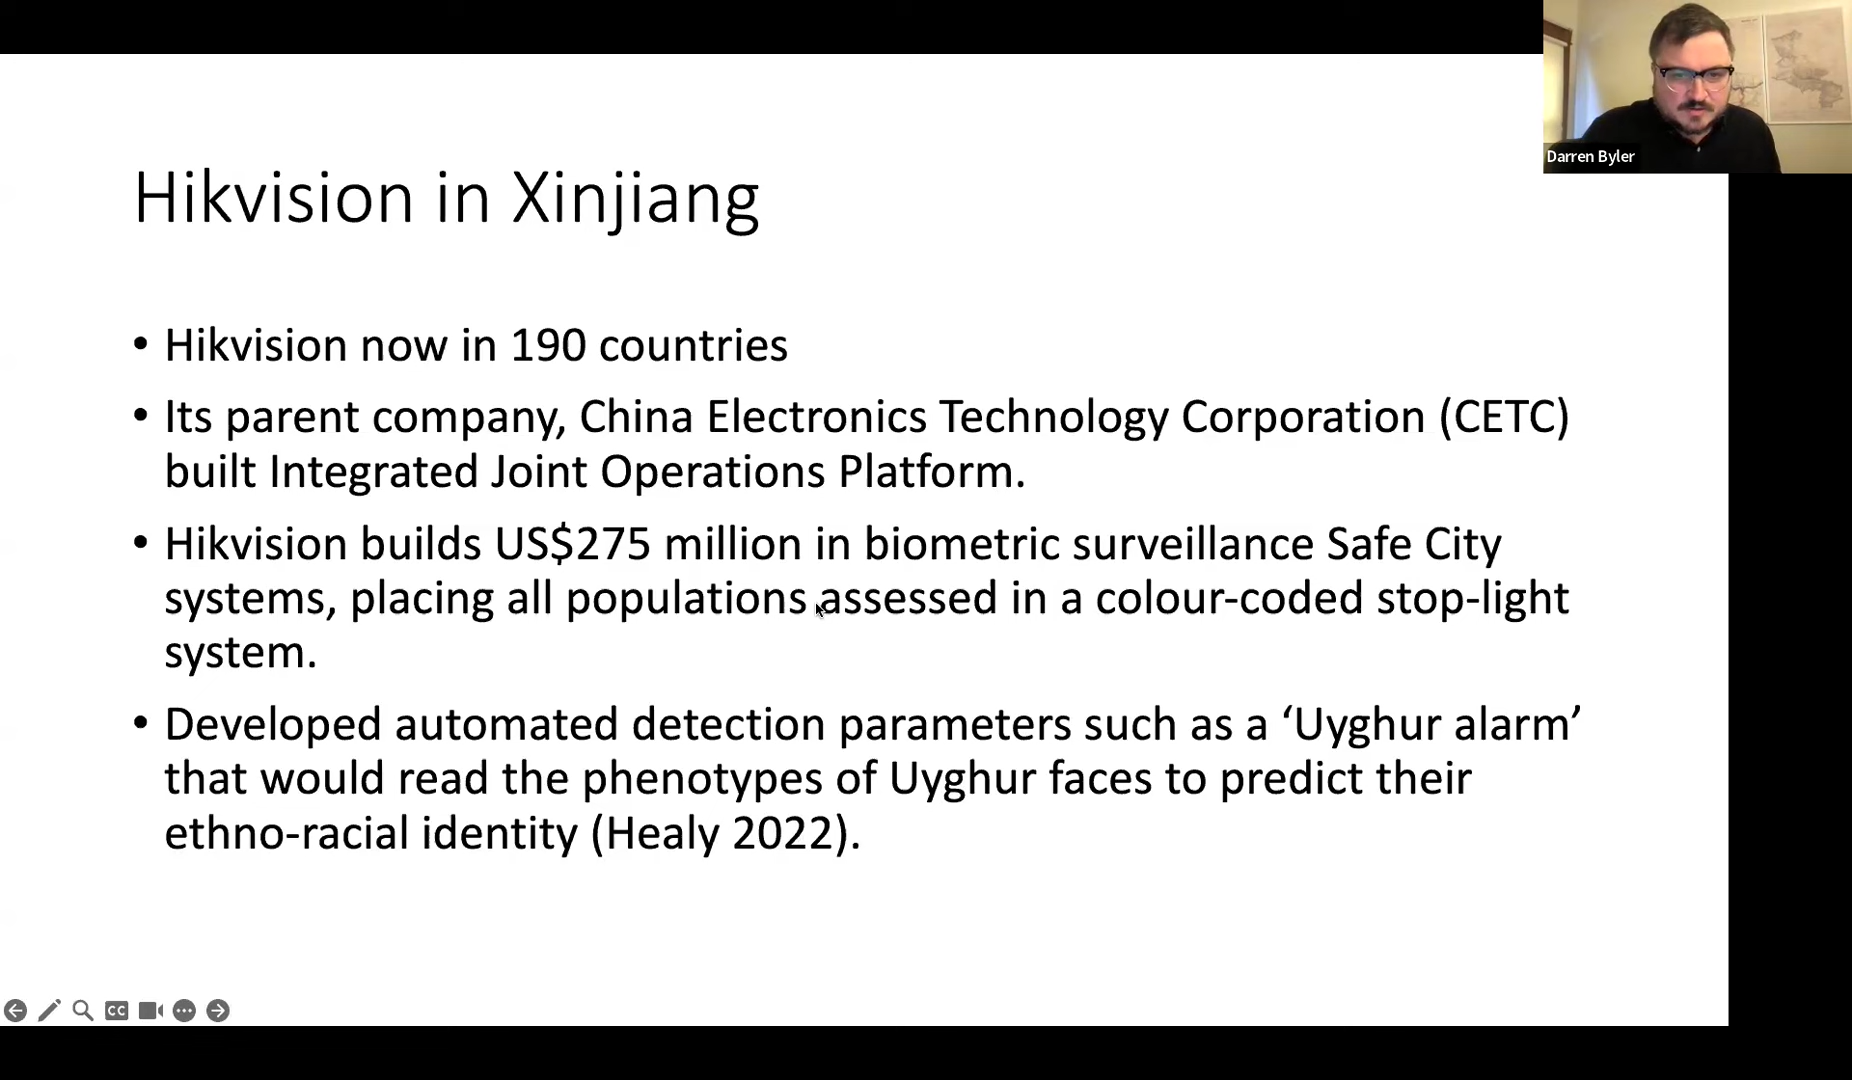 Darren Byler
Hikvision in Xinjiang
• Hikvision now in 190 countries
• Its parent company, China Electronics Technology Corporation (CETC)
built Integrated Joint Operations Platform.
• Hikvision builds US$275 million in biometric surveillance Safe City
systems, placing all populations assessed in a colour-coded stop-light
system.
• Developed automated detection parameters such as a ‘Uyghur alarm’
that would read the phenotypes of Uyghur faces to predict their
ethno-racial identity (Healy 2022).
CC